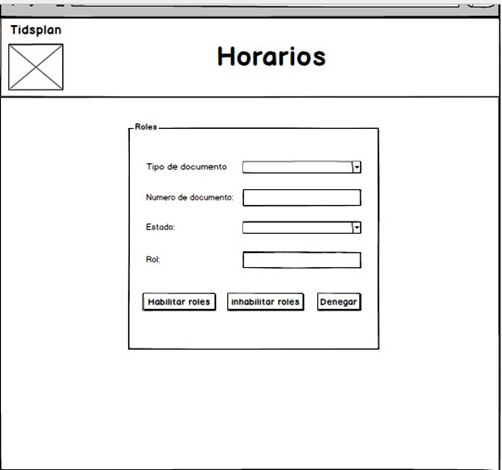 Tidsplan
Horarios
Roles
Tipo de documento
Numero de documento:
Estado:
Rol:
Habilitar roles
inhabilitar roles
Denegar